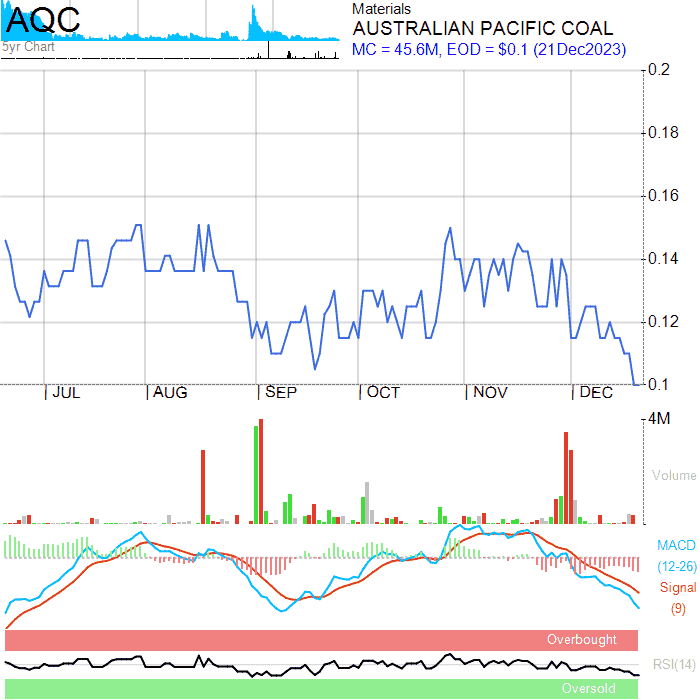 AQC
5yr Chart
Materials
AUSTRALIAN PACIFIC COAL
MC = 45.6M, EOD = $0.1 (21Dec2023)
0.2
0.18
0.16
0.14
0.12
0.1
JUL AUG SEP OCT NOV DEC
4M
Volume
MACD
(12-26)
Signal
(9)
Overbought
RSI(14)
Oversold